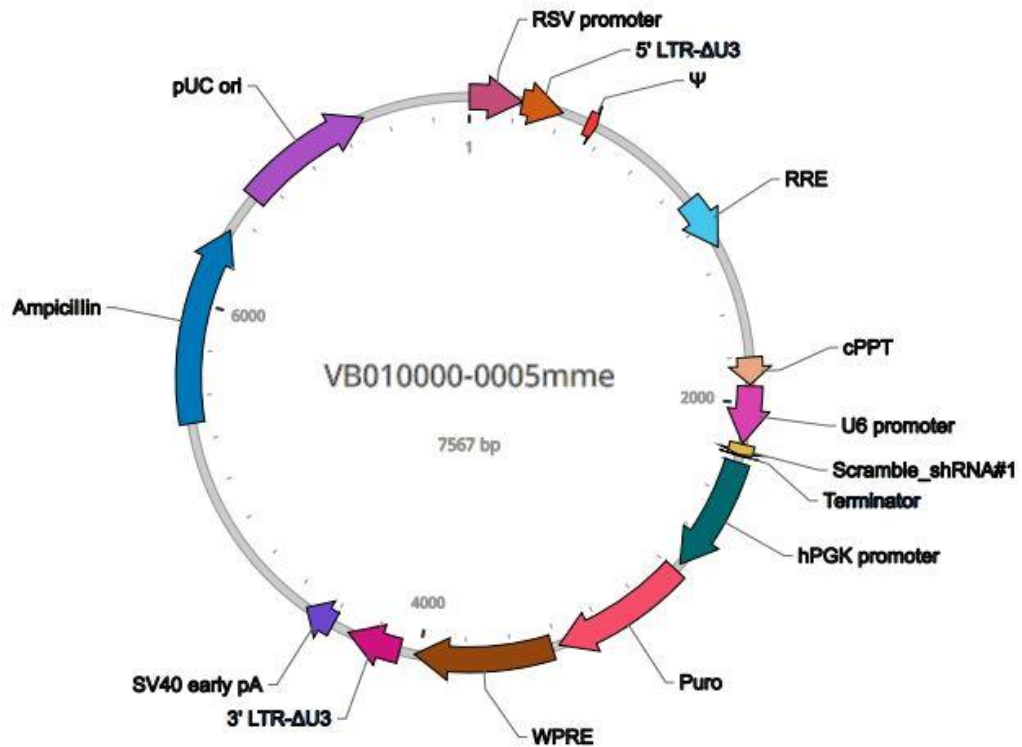 RSV promoter
5' LTR-ΔU3
Ψ
pUC ori
1
RRE
Ampicillin
6000
cPPT
VB010000-0005mme
2000
U6 promoter
7567 bp
Scramble_shRNA#1
Terminator
hPGK promoter
4000
SV40 early pA
Puro
3' LTR-ΔU3
WPRE